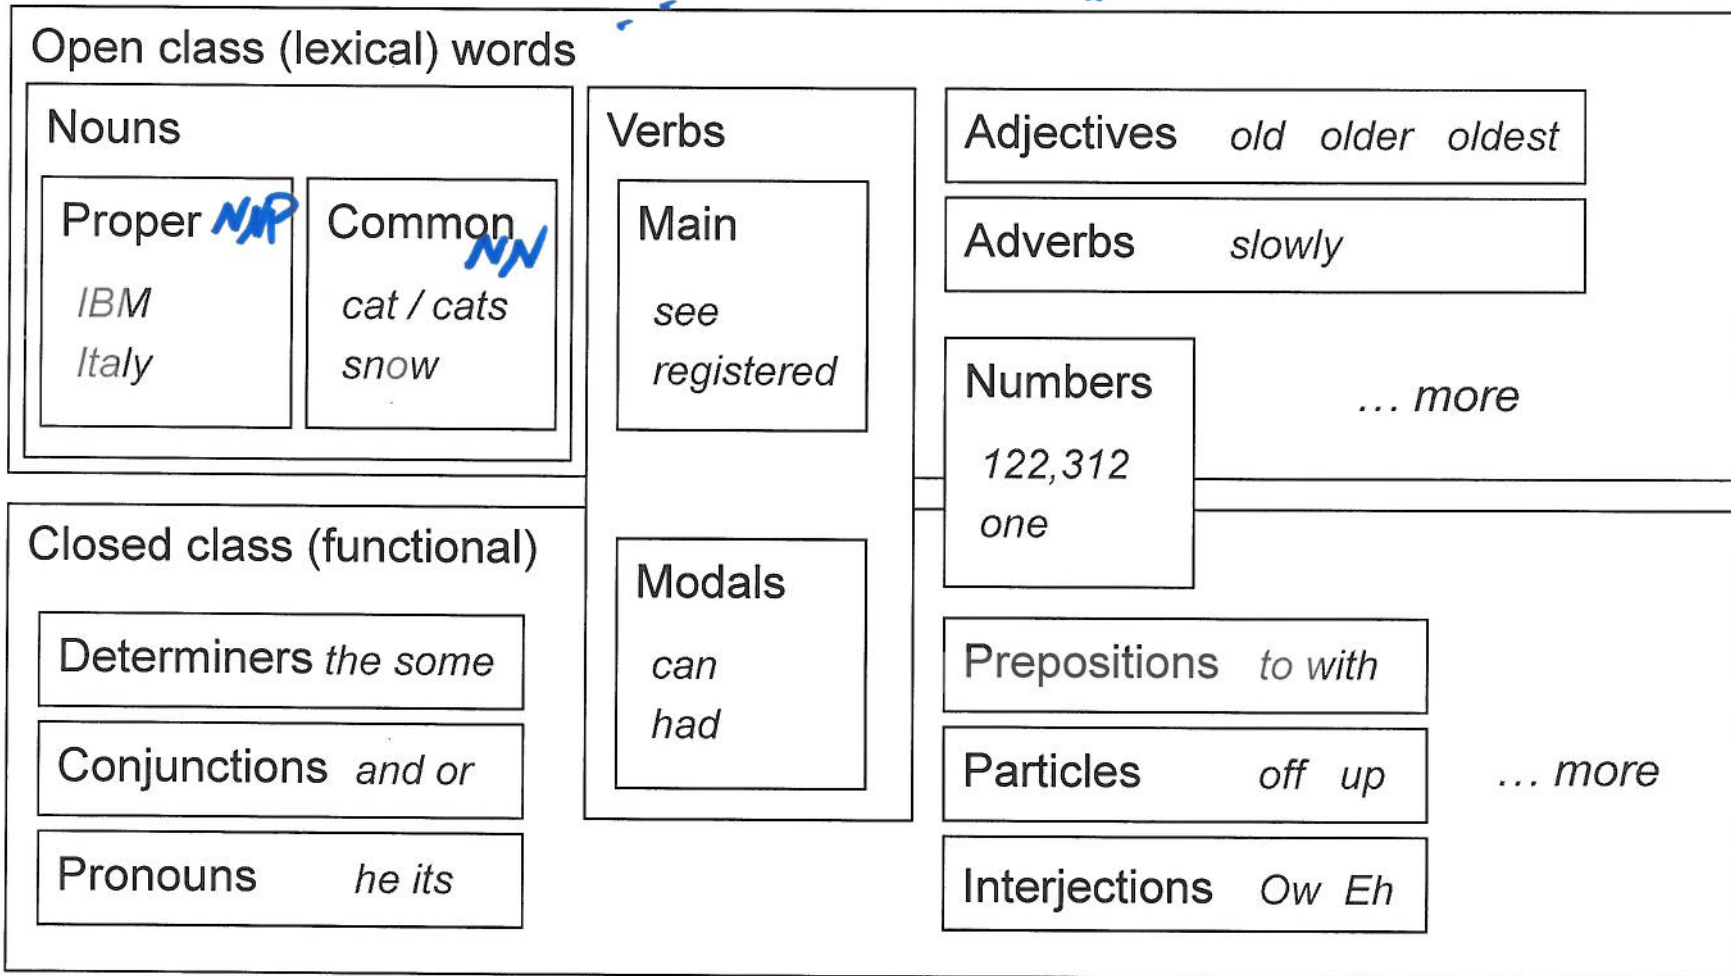 Open class (lexical) words
Nouns
Proper NNP
IBM
Italy
Common NN
cat / cats
snow
Verbs
Main
see
registered
Adjectives old older oldest
Adverbs slowly
Numbers
122,312
one
... more
Closed class (functional)
Determiners the some
Conjunctions and or
Pronouns he its
Modals
can
had
Prepositions to with
Particles off up
Interjections Ow Eh
... more